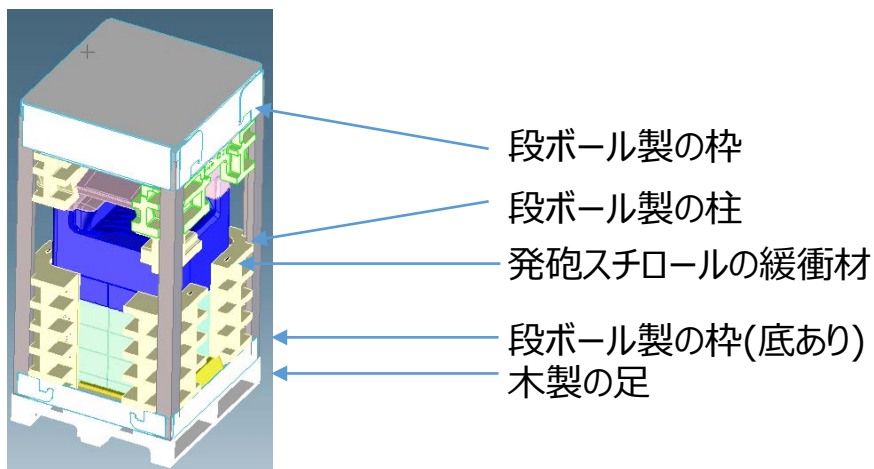 段ボール製の枠
段ボール製の柱
発砲スチロールの緩衝材
段ボール製の枠(底あり)
木製の足